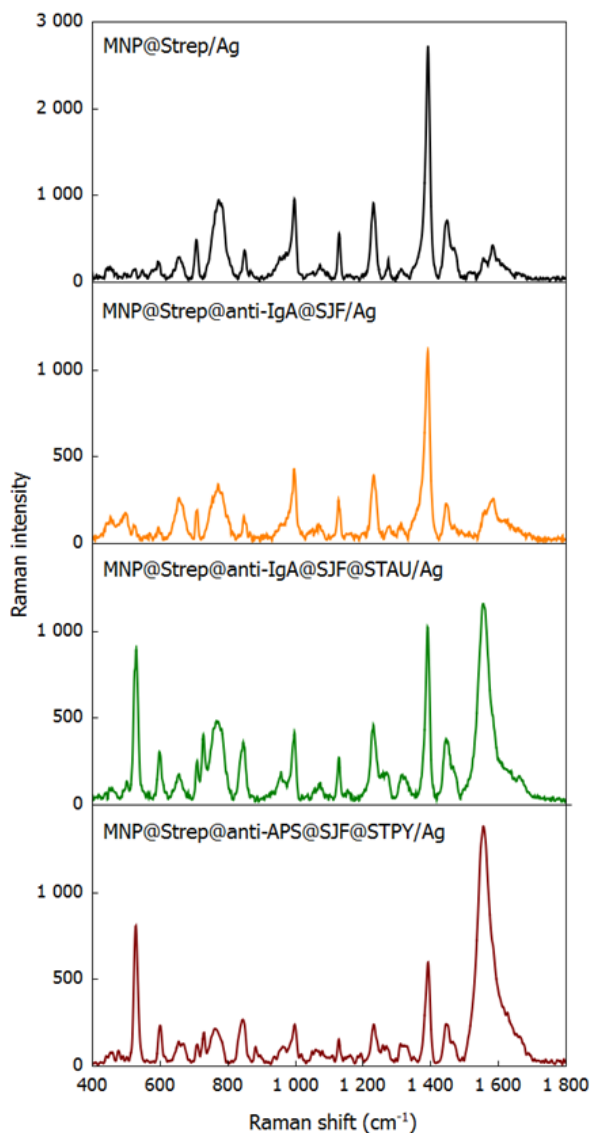 3 000
MNP@Strep/Ag
2 000
1 000
0
MNP@Strep@anti-IgA@SJF/Ag
1 000
500
0
Raman intensity
MNP@Strep@anti-IgA@SJF@STAU/Ag
1 000
500
0
MNP@Strep@anti-APS@SJF@STPY/Ag
1 000
500
0
400 600 800 1 000 1 200 1 400 1 600 1 800
Raman shift (cm⁻¹)